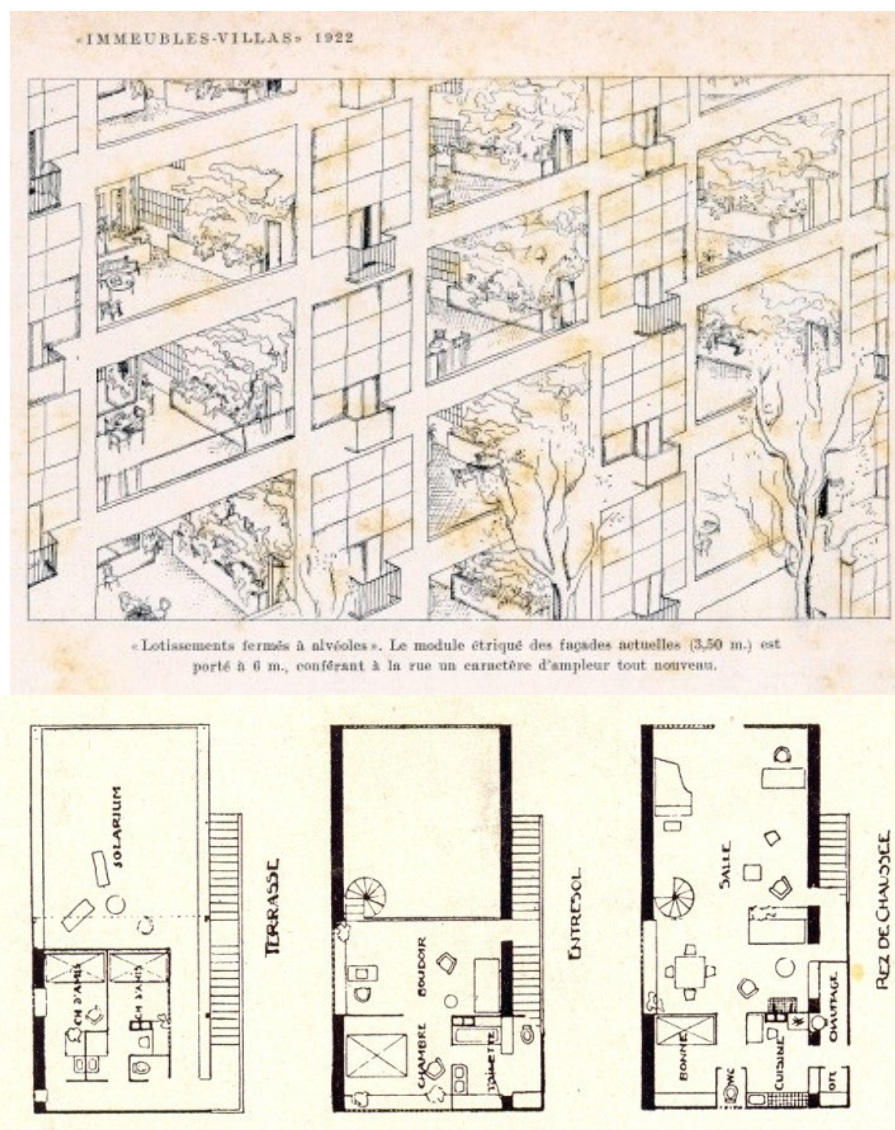 «IMMEUBLES-VILLAS» 1922
«Lotissements fermés à alvéoles». Le module étriqué des façades actuelles (3,50 m.) est
porté à 6 m., conférant à la rue un caractère d'ampleur tout nouveau.
SOLARIUM
CH D'AMIS
CH D'AMIS
TERRASSE
BOUDOIR
CHAMBRE
TOILETTE
ENTRESOL
SALLE
BONNE
WC
CUISINE
CHAUFFAGE
OFF
REZ DE CHAUSSEE